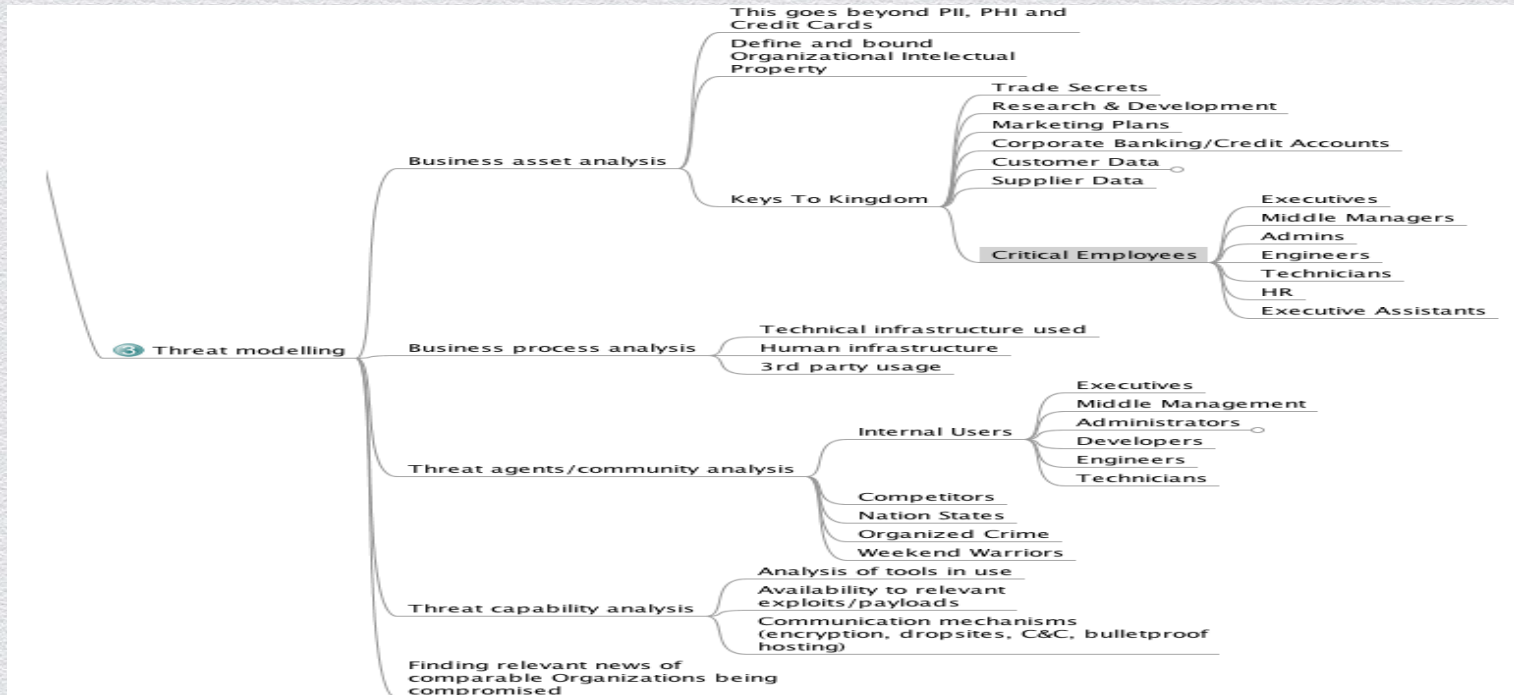 This goes beyond PII, PHI and
Credit Cards
Define and bound
Organizational Intelectual
Property
Trade Secrets
Research & Development
Marketing Plans
Corporate Banking/Credit Accounts
Business asset analysis
Customer Data
Supplier Data
Keys To Kingdom
Executives
Middle Managers
Admins
Critical Employees
Engineers
Technicians
HR
Executive Assistants
3 Threat modelling
Technical infrastructure used
Business process analysis
Human infrastructure
3rd party usage
Executives
Middle Management
Internal Users
Administrators
Developers
Engineers
Technicians
Threat agents/community analysis
Competitors
Nation States
Organized Crime
Weekend Warriors
Analysis of tools in use
Availability to relevant
exploits/payloads
Threat capability analysis
Communication mechanisms
(encryption, dropsites, C&C, bulletproof
hosting)
Finding relevant news of
comparable Organizations being
compromised